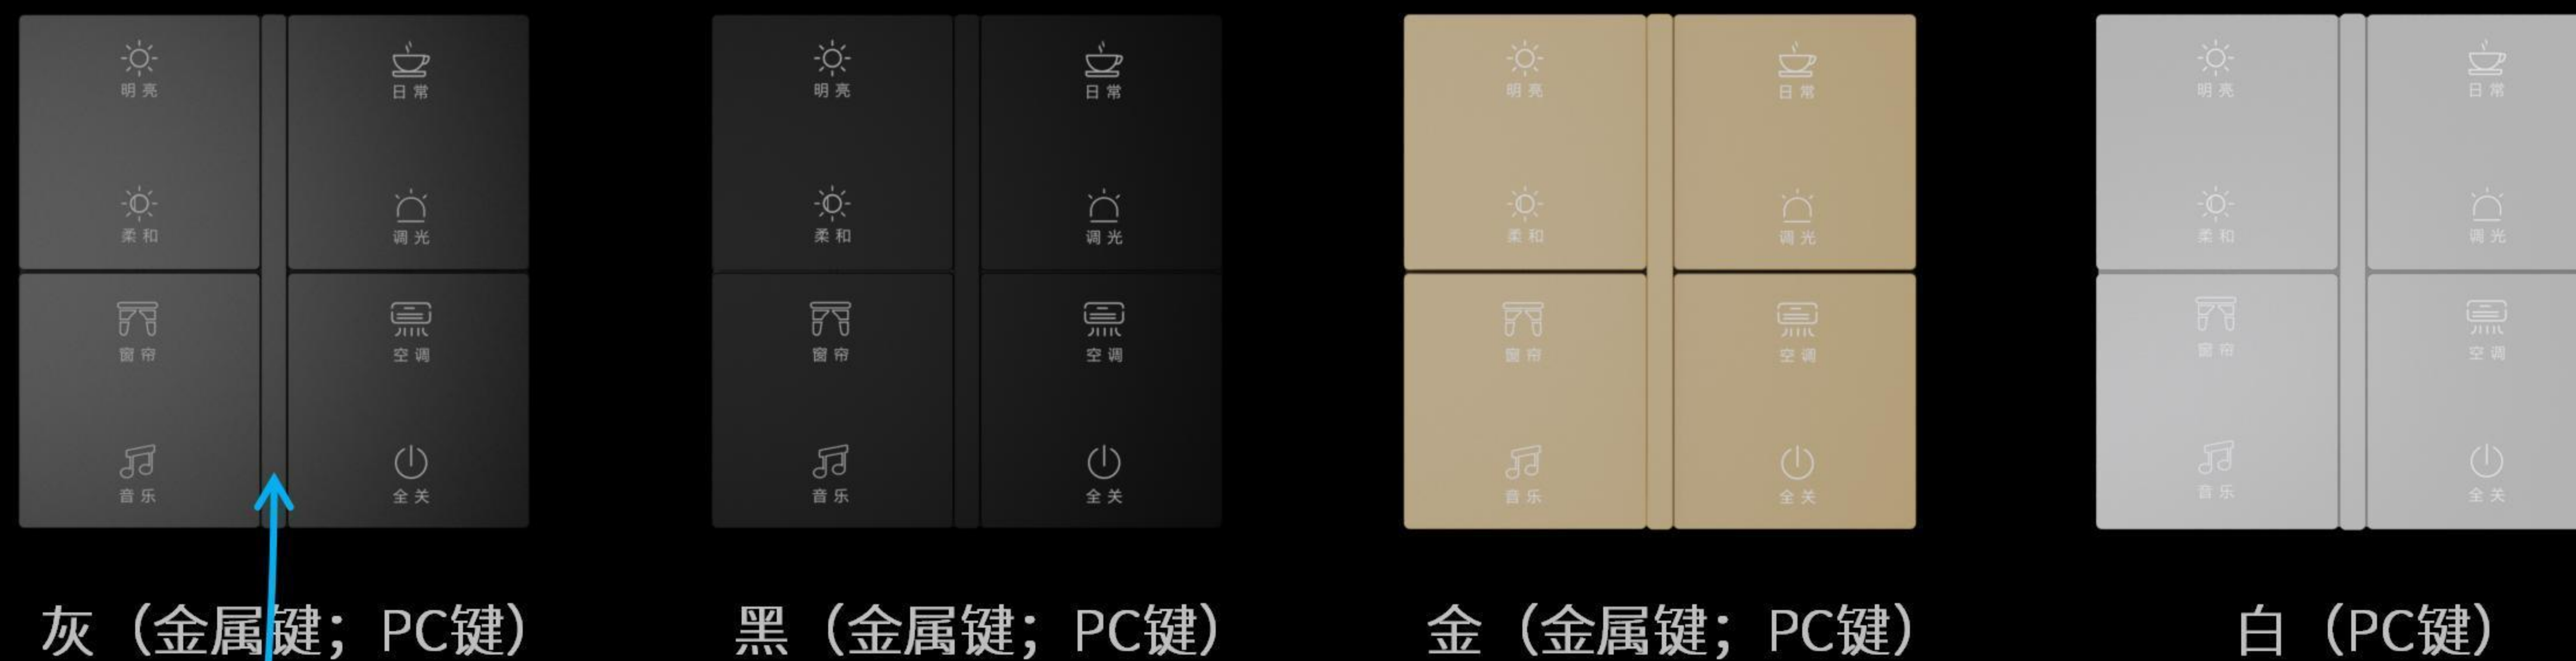 明亮 日常 明亮 日常 明亮 日常 明亮 日常
柔和 调光 柔和 调光 柔和 调光 柔和 调光
窗帘 空调 窗帘 空调 窗帘 空调 窗帘 空调
音乐 全关 音乐 全关 音乐 全关 音乐 全关
灰（金属键；PC键） 黑（金属键；PC键） 金（金属键；PC键） 白（PC键）